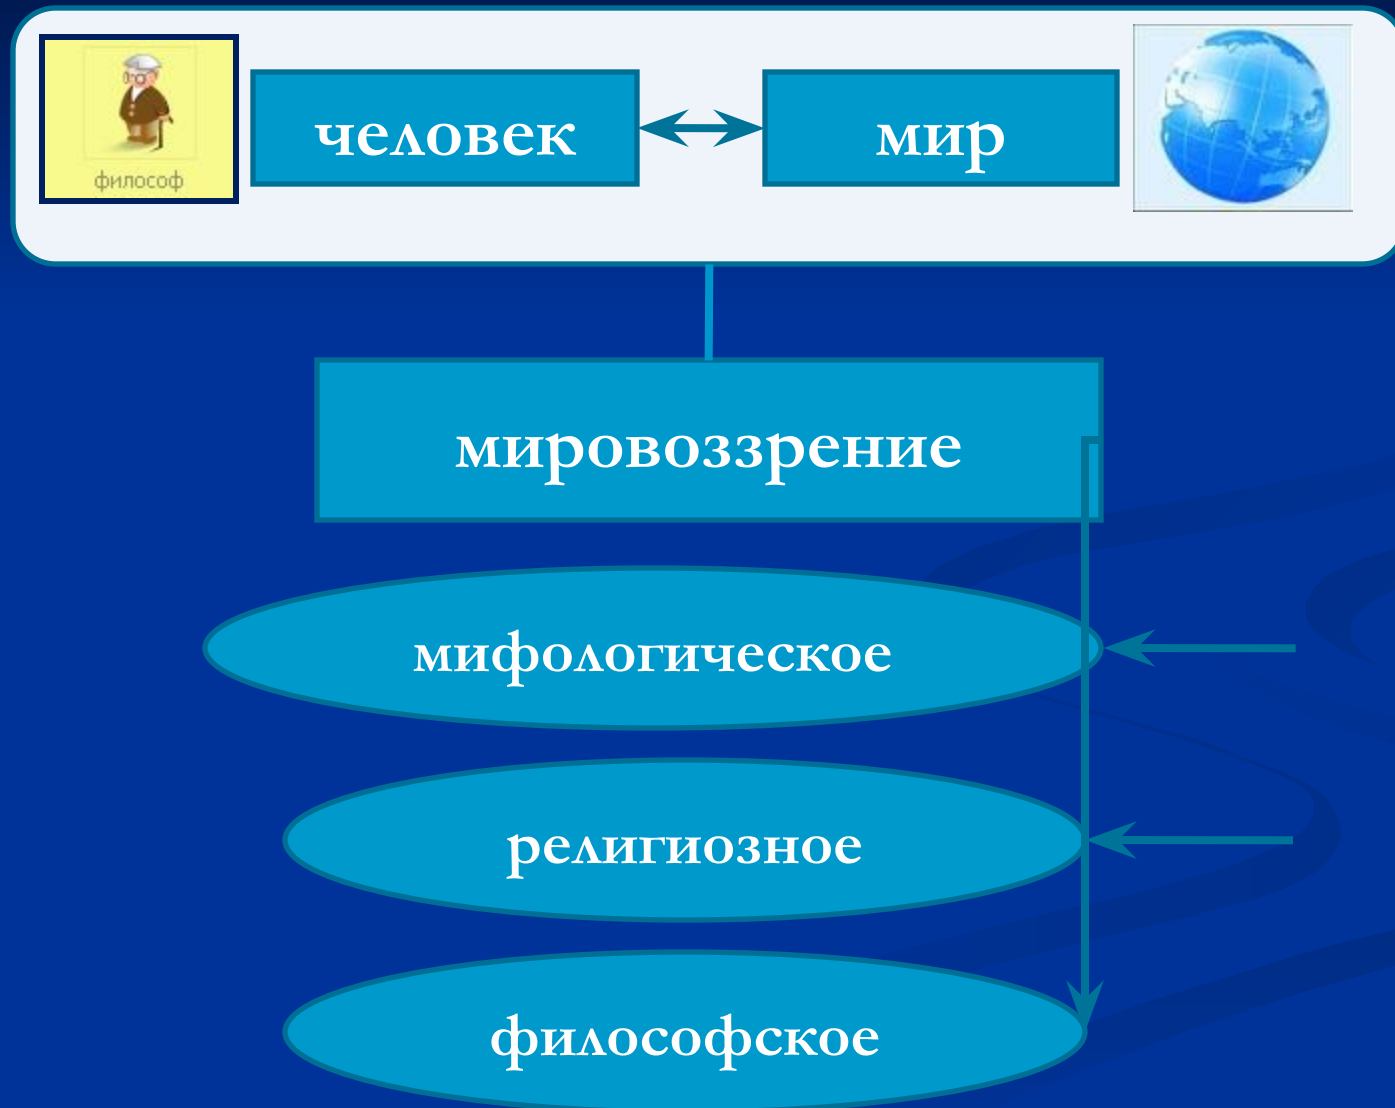 философ
человек
мир
мировоззрение
мифологическое
религиозное
философское